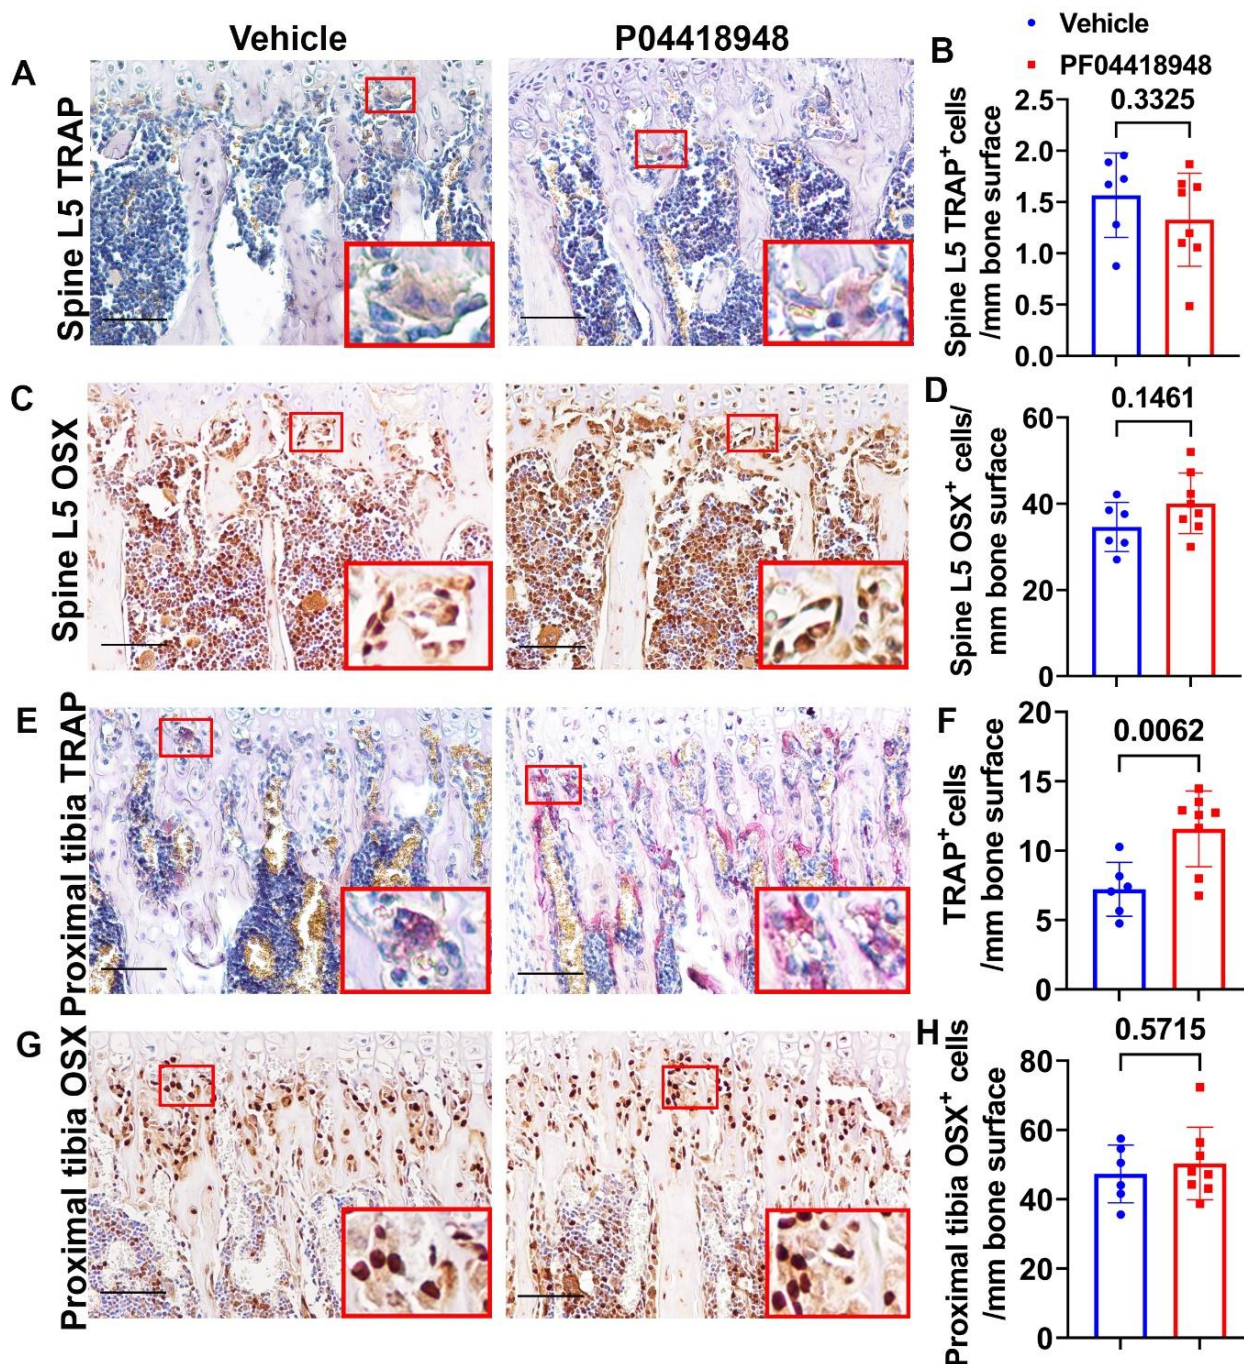 Vehicle
P04418948
Vehicle
PF04418948
A
Spine L5 TRAP
B
Spine L5 TRAP+cells
/mm bone surface
2.5
2.0
1.5
1.0
0.5
0.0
0.3325
C
Spine L5 OSX
D
Spine L5 OSX+ cells/
mm bone surface
60
40
20
0
0.1461
E
Proximal tibia TRAP
F
TRAP+cells
/mm bone surface
20
15
10
5
0
0.0062
G
Proximal tibia OSX
H
Proximal tibia OSX+ cells
/mm bone surface
80
60
40
20
0
0.5715